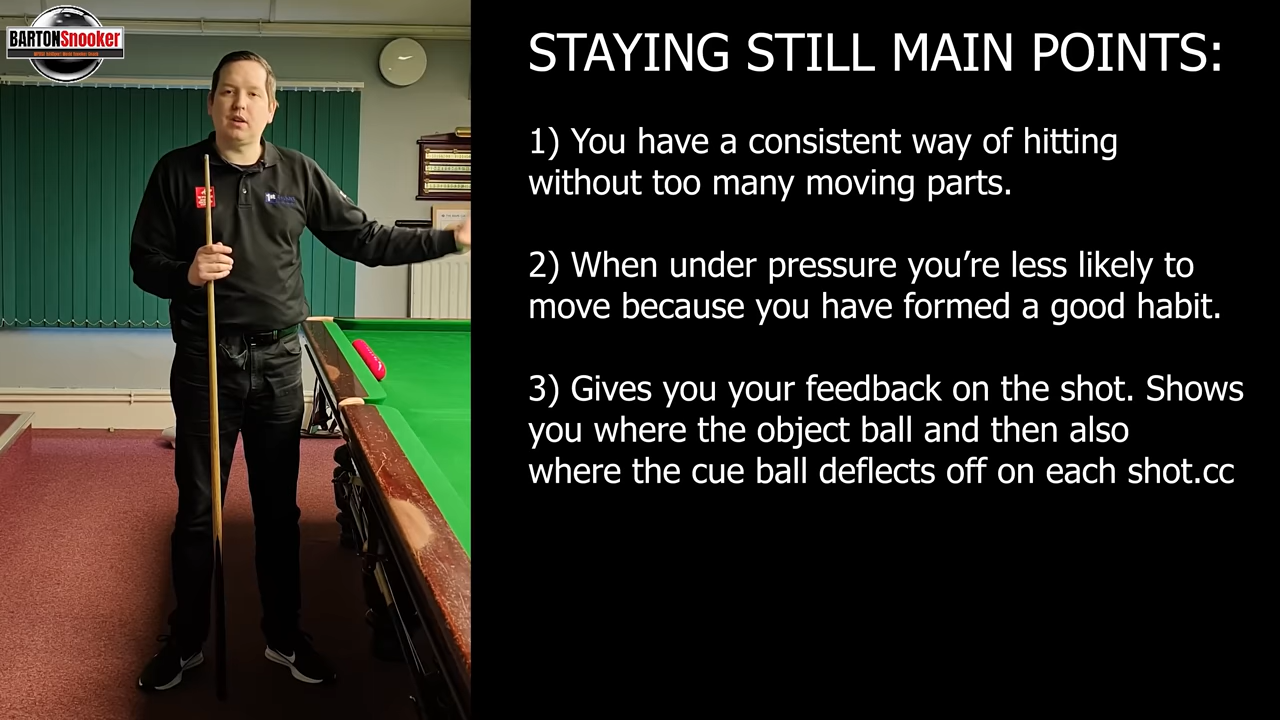 BARTONSnooker
STAYING STILL MAIN POINTS:
1) You have a consistent way of hitting
without too many moving parts.
2) When under pressure you’re less likely to
move because you have formed a good habit.
3) Gives you your feedback on the shot. Shows
you where the object ball and then also
where the cue ball deflects off on each shot.cc